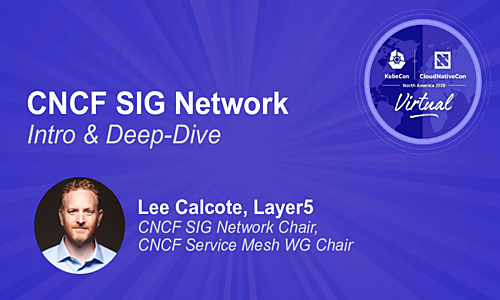 CNCF SIG Network
Intro & Deep-Dive
KubeCon
CloudNativeCon
North America 2020
Virtual
Lee Calcote, Layer5
CNCF SIG Network Chair,
CNCF Service Mesh WG Chair